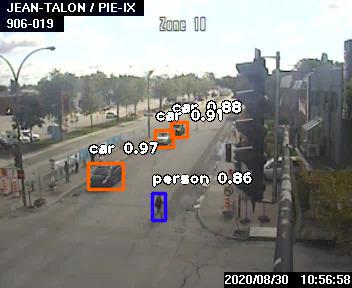 JEAN-TALON / PIE-IX
906-019
Zone 10
car 0.88
car 0.91
car 0.97
person 0.86
2020/08/30 10:56:58